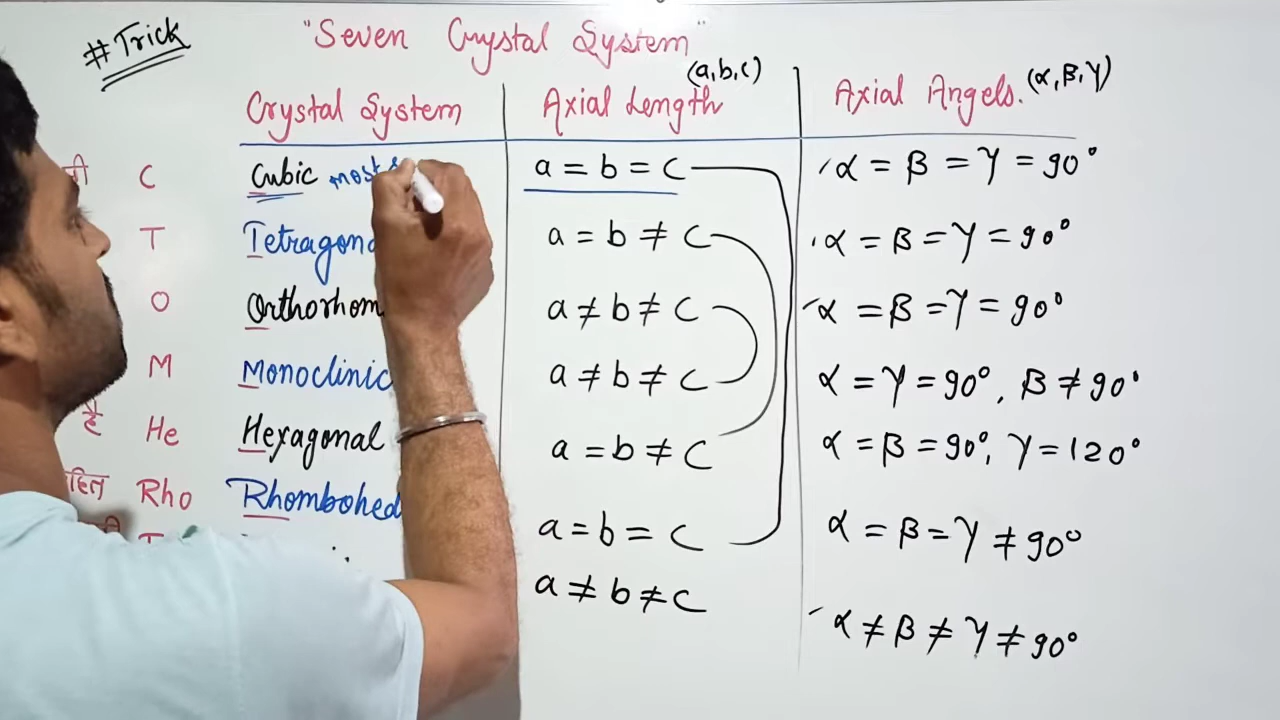 #Trick
"Seven Crystal System"
Crystal System Axial Length (a,b,c) Axial Angels. (α, β, γ)
C Cubic most a = b = c α = β = γ = 90°
T Tetragona a = b ≠ c α = β = γ = 90°
O Orthorhom a ≠ b ≠ c α = β = γ = 90°
M Monoclinic a ≠ b ≠ c α = γ = 90°, β ≠ 90°
है He Hexagonal a = b ≠ c α = β = 90°, γ = 120°
Rho Rhombohed a = b = c α = β = γ ≠ 90°
T a ≠ b ≠ c α ≠ β ≠ γ ≠ 90°